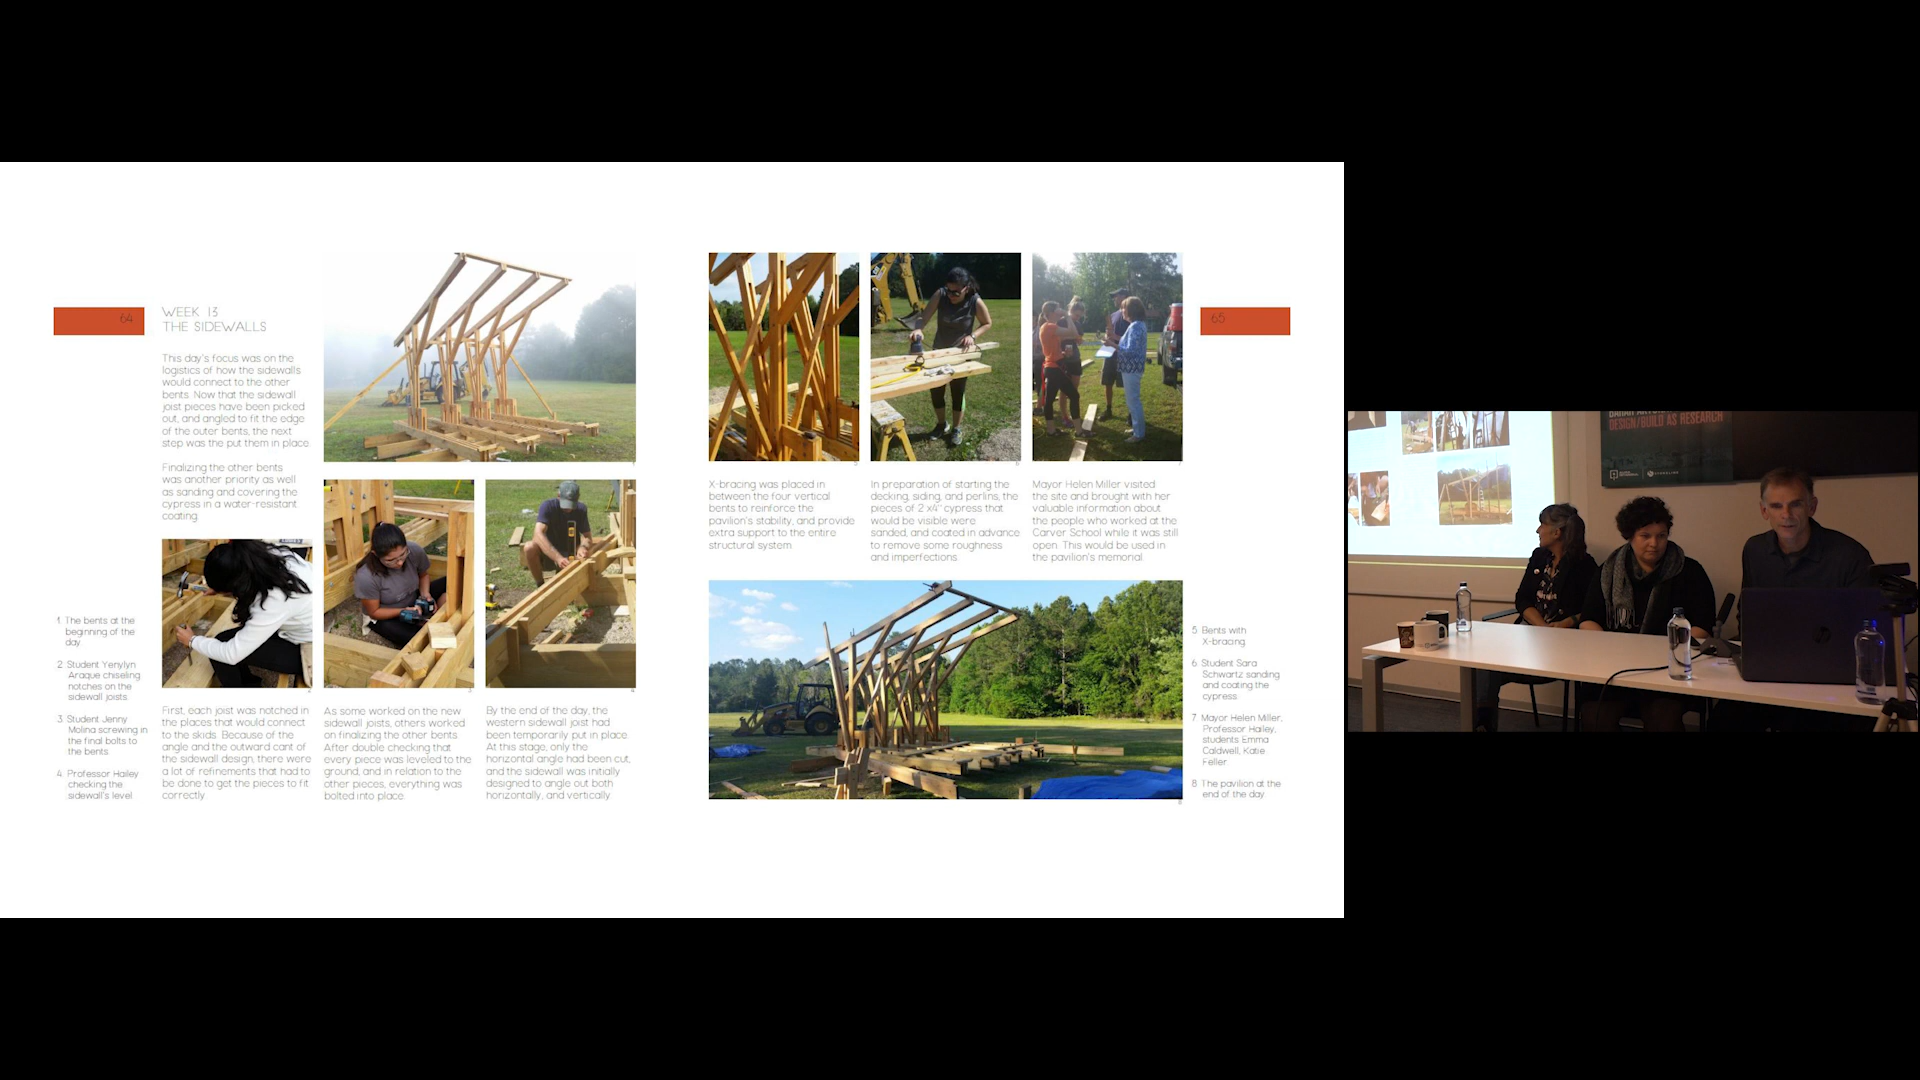 64
WEEK 13
THE SIDEWALLS
This day's focus was on the
logistics of how the sidewalls
would connect to the other
bents. Now that the sidewall
joist pieces have been picked
out, and angled to fit the edge
of the outer bents, the next
step was the put them in place
Finalizing the other bents
was another priority as well
as sanding and covering the
cypress in a water-resistant
coating.
1 The bents at the
beginning of the
day
2. Student Yenylyn
Araque chiseling
notches on the
sidewall joists
3. Student Jenny
Molina screwing in
the final bolts to
the bents
4. Professor Hailey
checking the
sidewall's level
First, each joist was notched in
the places that would connect
to the skids. Because of the
angle and the outward cant of
the sidewall design, there were
a lot of refinements that had to
be done to get the pieces to fit
correctly
As some worked on the new
sidewall joists, others worked
on finalizing the other bents.
After double checking that
every piece was leveled to the
ground, and in relation to the
other pieces, everything was
bolted into place.
By the end of the day, the
western sidewall joist had
been temporarily put in place.
At this stage, only the
horizontal angle had been cut,
and the sidewall was initially
designed to angle out both
horizontally, and vertically.
65
X-bracing was placed in
between the four vertical
bents to reinforce the
pavilion's stability, and provide
extra support to the entire
structural system
In preparation of starting the
decking, siding, and perlins, the
pieces of 2 x4" cypress that
would be visible were
sanded, and coated in advance
to remove some roughness
and imperfections.
Mayor Helen Miller visited
the site and brought with her
valuable information about
the people who worked at the
Carver School while it was still
open. This would be used in
the pavilion's memorial.
5 Bents with
X-bracing
6. Student Sara
Schwartz sanding
and coating the
cypress
7 Mayor Helen Miller,
Professor Hailey,
students Emma
Caldwell, Katie
Feller
8 The pavilion at the
end of the day
DESIGN/BUILD AS RESEARCH